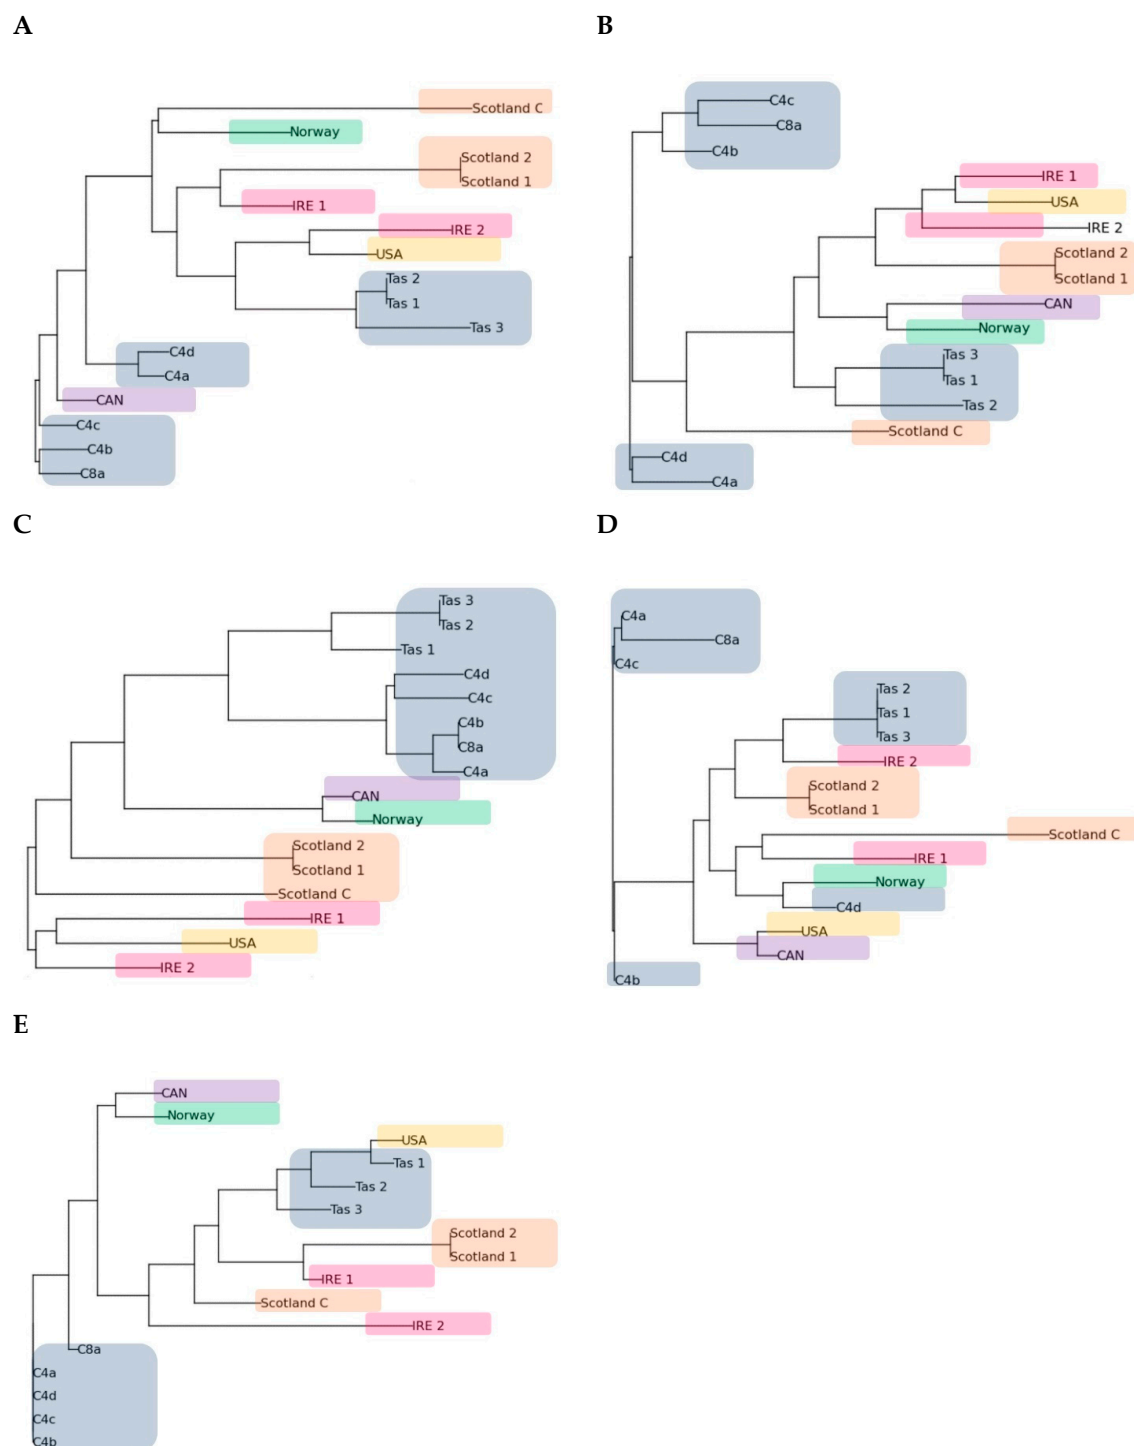 A
Scotland C
Norway
Scotland 2
Scotland 1
IRE 1
IRE 2
USA
Tas 2
Tas 1
Tas 3
C4d
C4a
CAN
C4c
C4b
C8a
B
C4c
C8a
C4b
IRE 1
USA
IRE 2
Scotland 2
Scotland 1
CAN
Norway
Tas 3
Tas 1
Tas 2
Scotland C
C4d
C4a
C
Tas 3
Tas 2
Tas 1
C4d
C4c
C4b
C8a
C4a
CAN
Norway
Scotland 2
Scotland 1
Scotland C
IRE 1
USA
IRE 2
D
C4a
C8a
C4c
Tas 2
Tas 1
Tas 3
IRE 2
Scotland 2
Scotland 1
Scotland C
IRE 1
Norway
C4d
USA
CAN
C4b
E
CAN
Norway
USA
Tas 1
Tas 2
Tas 3
Scotland 2
Scotland 1
IRE 1
Scotland C
IRE 2
C8a
C4a
C4d
C4c
C4b